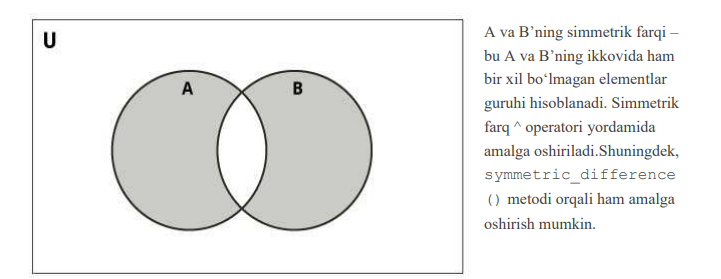 U
A
B
A va B’ning simmetrik farqi –
bu A va B’ning ikkovida ham
bir xil bo‘lmagan elementlar
guruhi hisoblanadi. Simmetrik
farq ^ operatori yordamida
amalga oshiriladi.Shuningdek,
symmetric_difference
() metodi orqali ham amalga
oshirish mumkin.